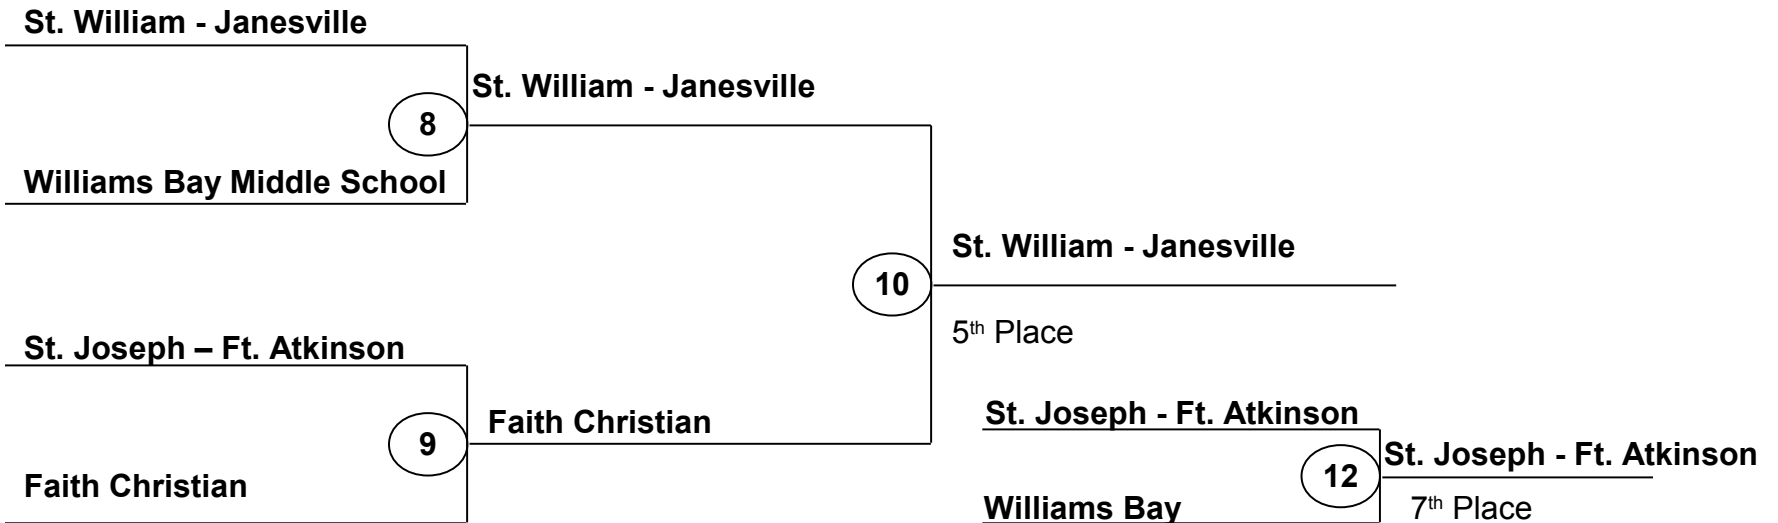 St. William - Janesville
St. William - Janesville
8
Williams Bay Middle School
St. William - Janesville
10
5th Place
St. Joseph – Ft. Atkinson
Faith Christian
9
Faith Christian
St. Joseph - Ft. Atkinson
St. Joseph - Ft. Atkinson
12
Williams Bay
7th Place